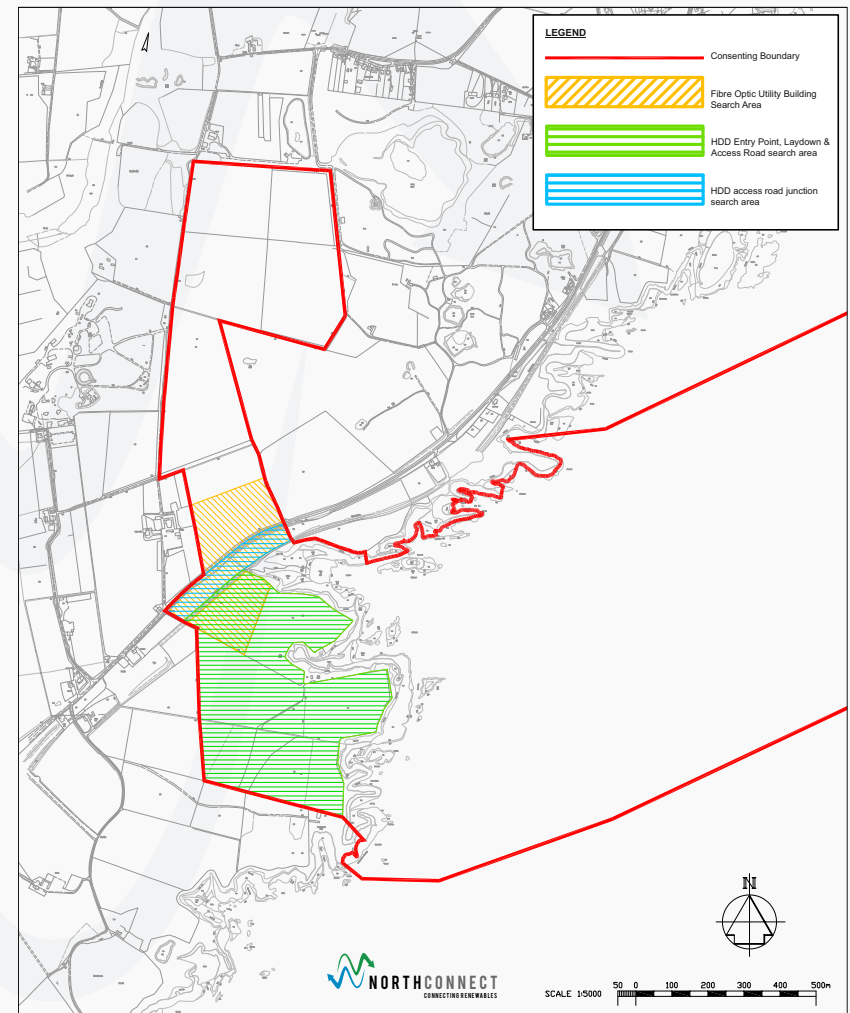 LEGEND
Consenting Boundary
Fibre Optic Utility Building
Search Area
HDD Entry Point, Laydown &
Access Road search area
HDD access road junction
search area
N
NORTHCONNECT
CONNECTING RENEWABLES
SCALE 1:5000
50 0 100 200 300 400 500m